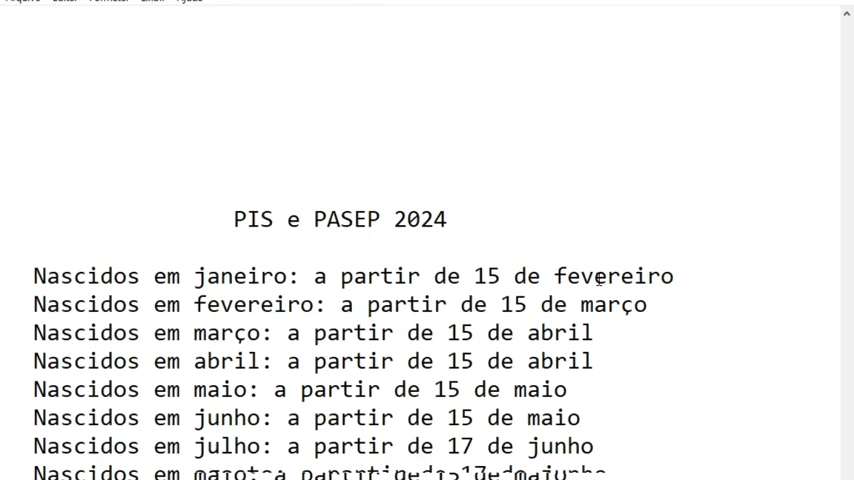 PIS e PASEP 2024
Nascidos em janeiro: a partir de 15 de fevereiro
Nascidos em fevereiro: a partir de 15 de março
Nascidos em março: a partir de 15 de abril
Nascidos em abril: a partir de 15 de abril
Nascidos em maio: a partir de 15 de maio
Nascidos em junho: a partir de 15 de maio
Nascidos em julho: a partir de 17 de junho
Nascidos em